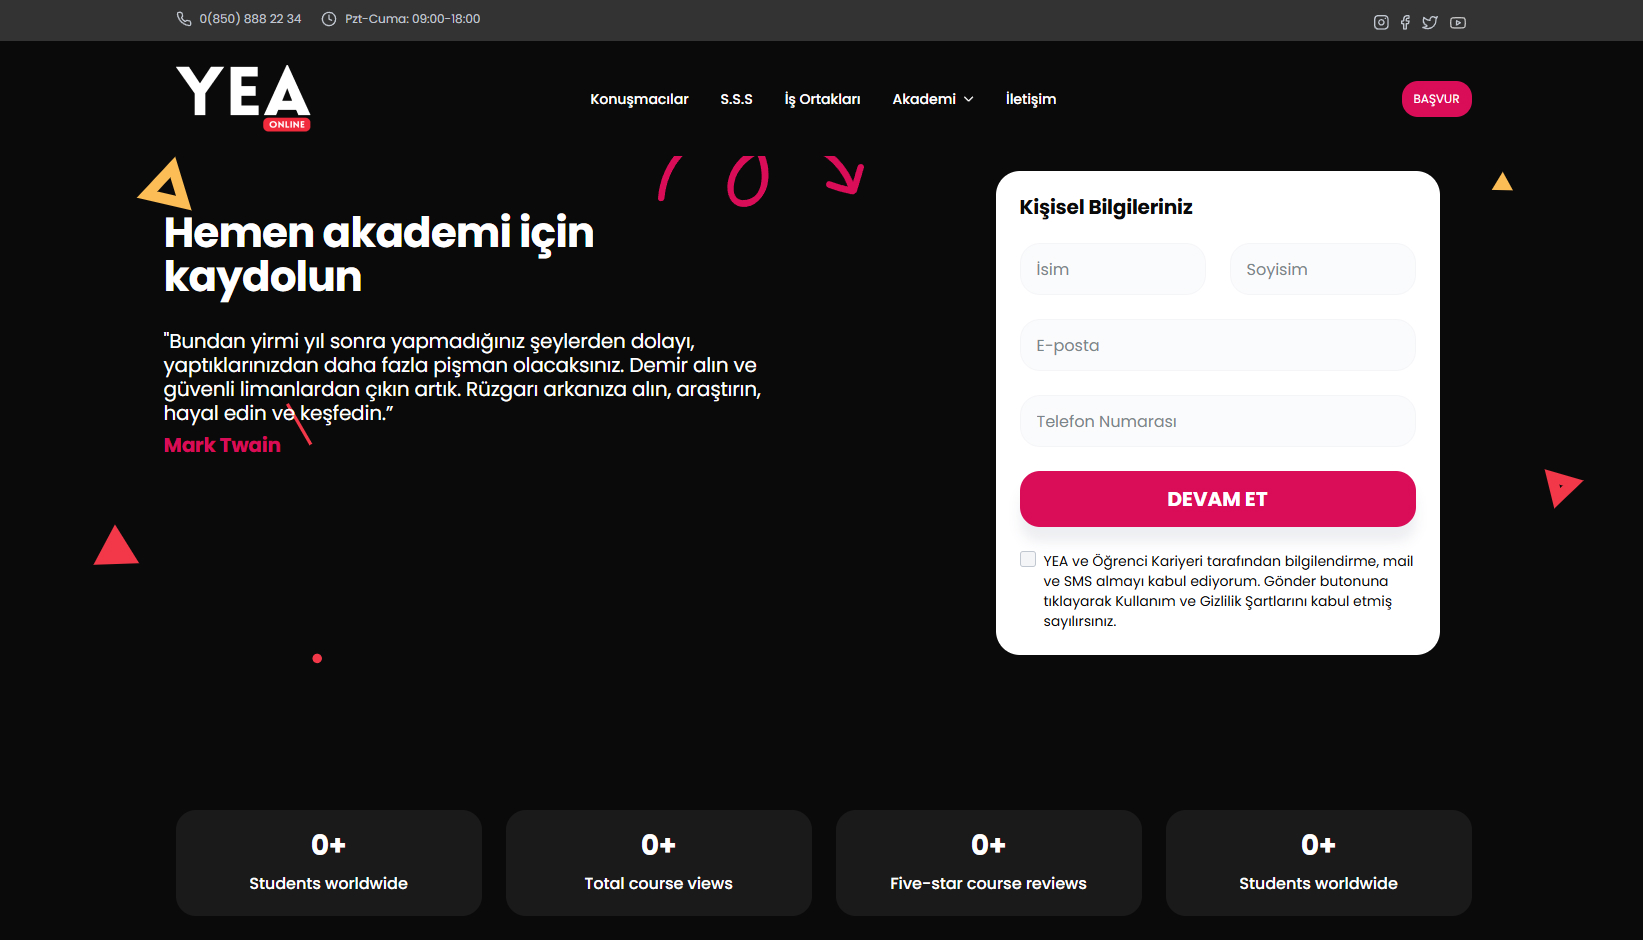 0(850) 888 22 34
Pzt-Cuma: 09:00-18:00
YEA
ONLINE
Konuşmacılar
S.S.S
İş Ortakları
Akademi
İletişim
BAŞVUR
Hemen akademi için
kaydolun
"Bundan yirmi yıl sonra yapmadığınız şeylerden dolayı,
yaptıklarınızdan daha fazla pişman olacaksınız. Demir alın ve
güvenli limanlardan çıkın artık. Rüzgarı arkanıza alın, araştırın,
hayal edin ve keşfedin.”
Mark Twain
Kişisel Bilgileriniz
İsim
Soyisim
E-posta
Telefon Numarası
DEVAM ET
YEA ve Öğrenci Kariyeri tarafından bilgilendirme, mail
ve SMS almayı kabul ediyorum. Gönder butonuna
tıklayarak Kullanım ve Gizlilik Şartlarını kabul etmiş
sayılırsınız.
0+
Students worldwide
0+
Total course views
0+
Five-star course reviews
0+
Students worldwide